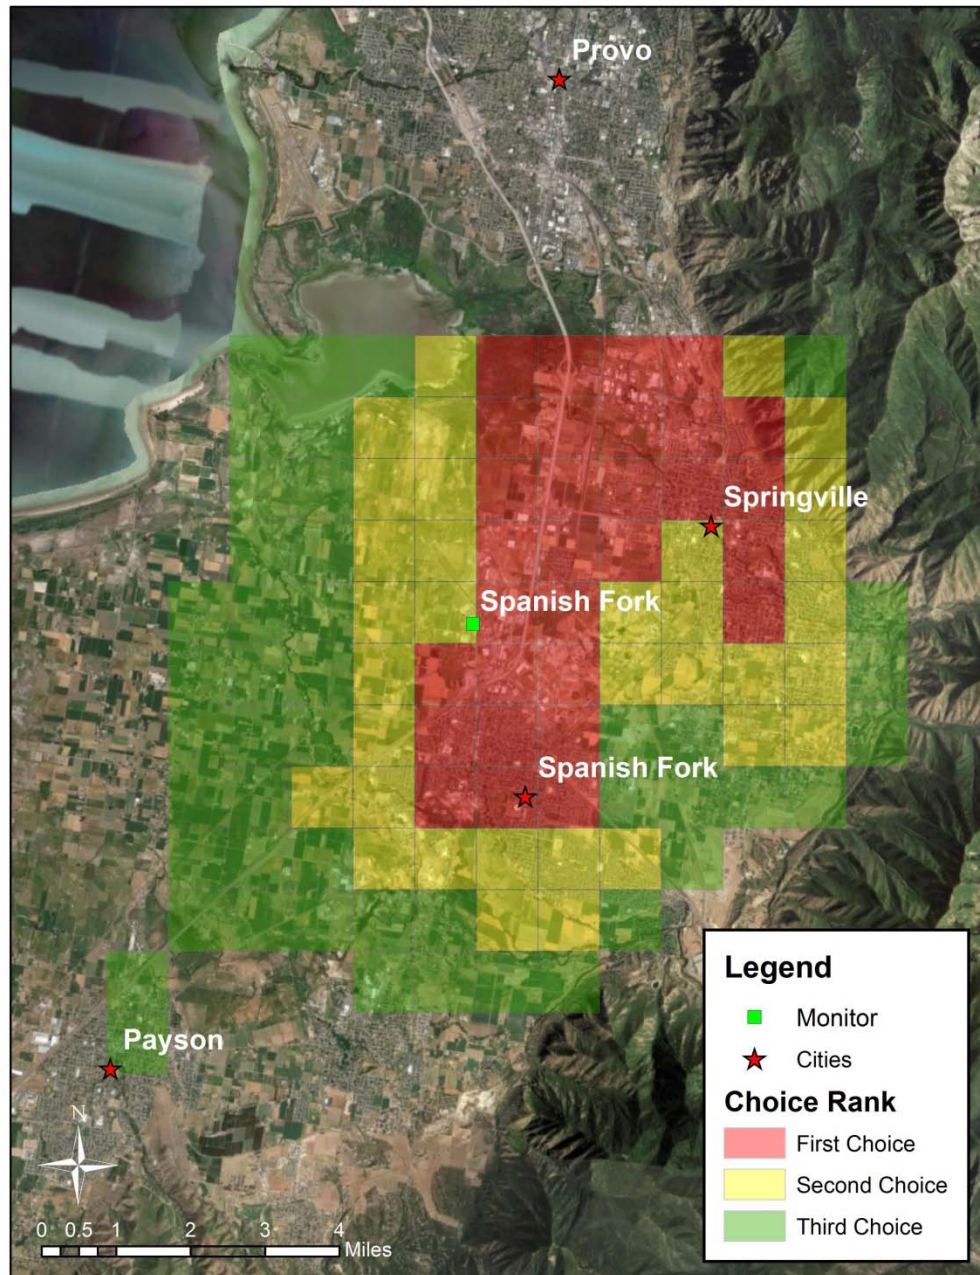 Provo
Springville
Spanish Fork
Spanish Fork
Payson
N
0 0.5 1 2 3 4
Miles
Legend
Monitor
Cities
Choice Rank
First Choice
Second Choice
Third Choice